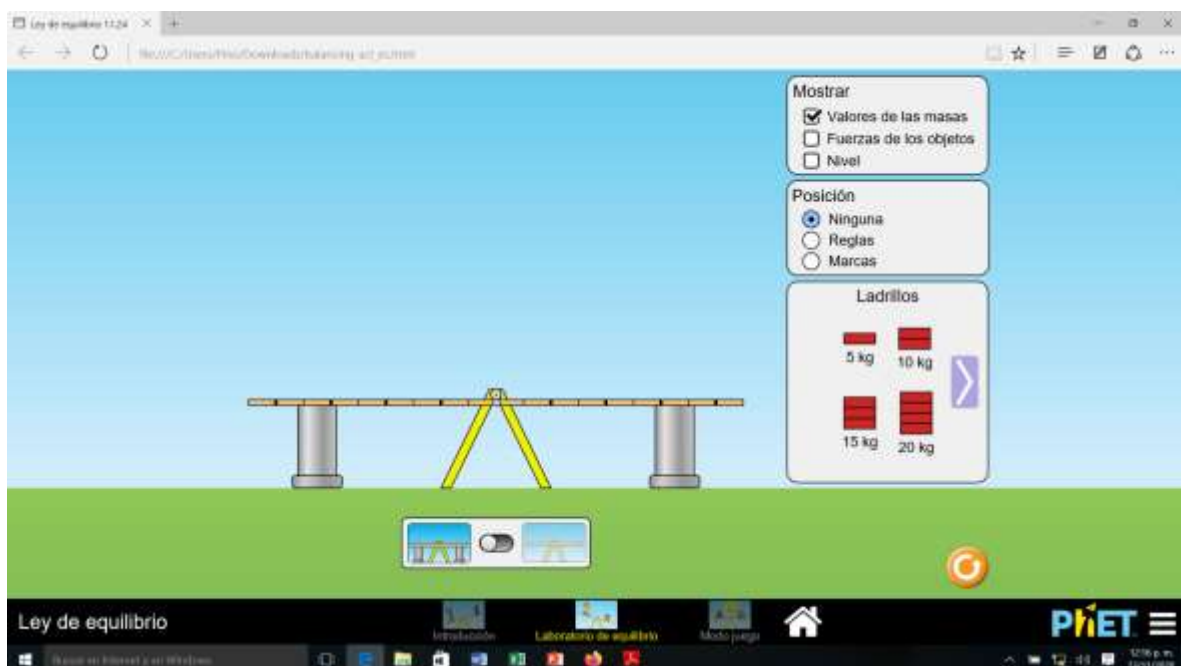 Ley de equilibrio 1.1.24
Mostrar
Valores de las masas
Fuerzas de los objetos
Nivel
Posición
Ninguna
Reglas
Marcas
Ladrillos
5 kg
10 kg
15 kg
20 kg
Ley de equilibrio
Introducción
Laboratorio de equilibrio
Modo juego
PhET
12:16 p. m.